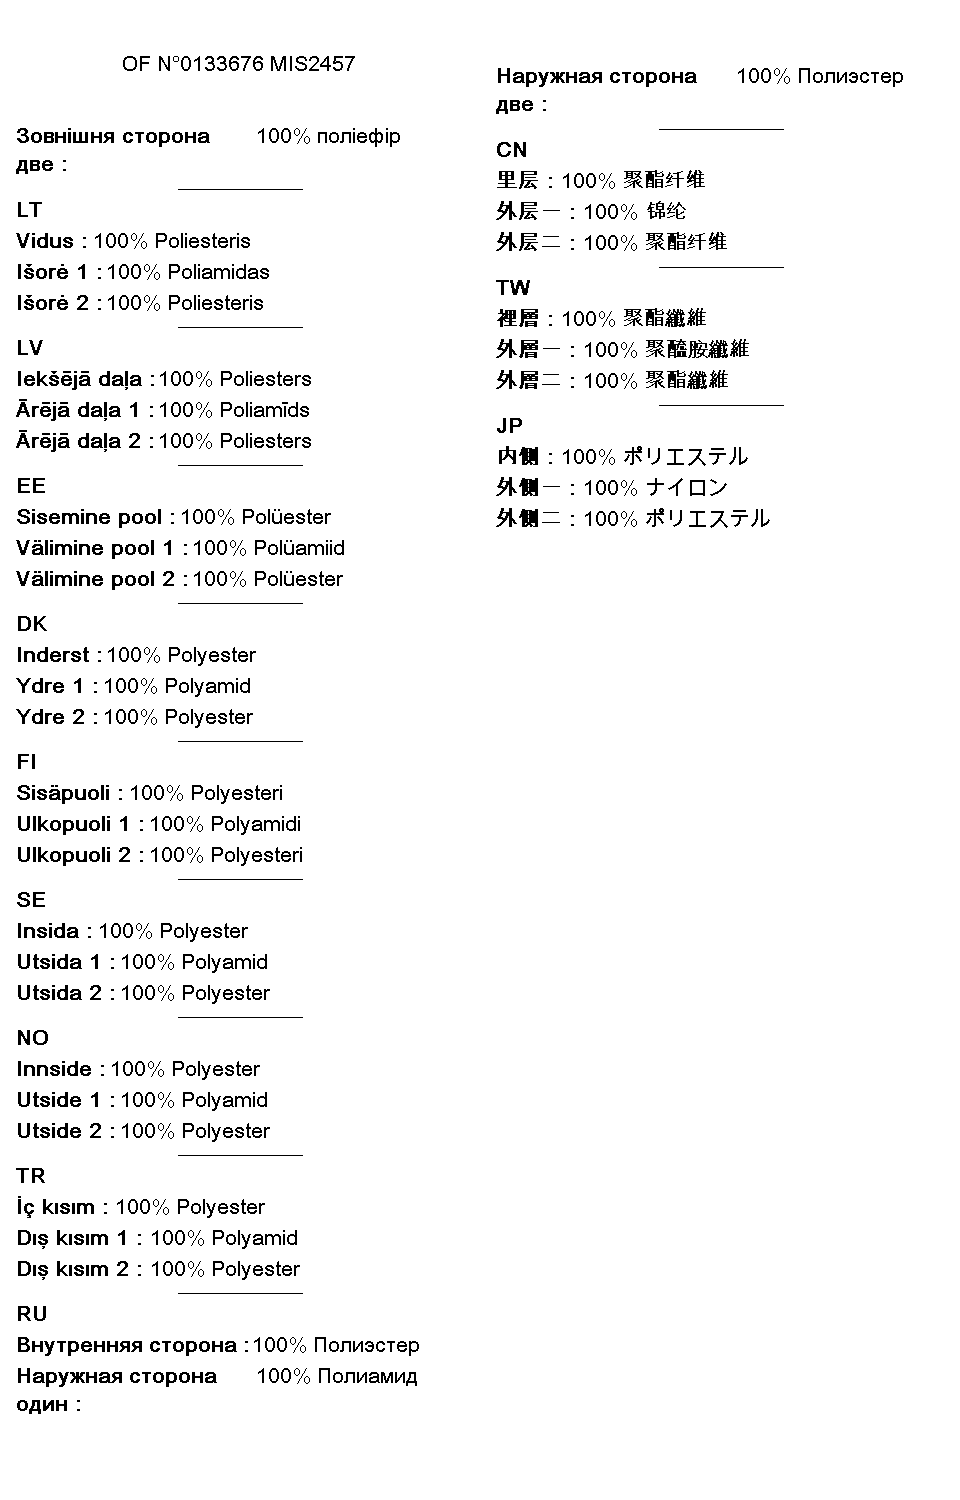 OF N°0133676 MIS2457
Зовнішня сторона 100% поліефір
две :
LT
Vidus : 100% Poliesteris
Išorė 1 : 100% Poliamidas
Išorė 2 : 100% Poliesteris
LV
Iekšējā daļa : 100% Poliesters
Ārējā daļa 1 : 100% Poliamīds
Ārējā daļa 2 : 100% Poliesters
EE
Sisemine pool : 100% Polüester
Välimine pool 1 : 100% Polüamiid
Välimine pool 2 : 100% Polüester
DK
Inderst : 100% Polyester
Ydre 1 : 100% Polyamid
Ydre 2 : 100% Polyester
FI
Sisäpuoli : 100% Polyesteri
Ulkopuoli 1 : 100% Polyamidi
Ulkopuoli 2 : 100% Polyesteri
SE
Insida : 100% Polyester
Utsida 1 : 100% Polyamid
Utsida 2 : 100% Polyester
NO
Innside : 100% Polyester
Utside 1 : 100% Polyamid
Utside 2 : 100% Polyester
TR
İç kısım : 100% Polyester
Dış kısım 1 : 100% Polyamid
Dış kısım 2 : 100% Polyester
RU
Внутренняя сторона : 100% Полиэстер
Наружная сторона 100% Полиамид
один :
Наружная сторона 100% Полиэстер
две :
CN
里层 : 100% 聚酯纤维
外层一 : 100% 锦纶
外层二 : 100% 聚酯纤维
TW
裡層 : 100% 聚酯纖維
外層一 : 100% 聚醯胺纖維
外層二 : 100% 聚酯纖維
JP
内側 : 100% ポリエステル
外側一 : 100% ナイロン
外側二 : 100% ポリエステル